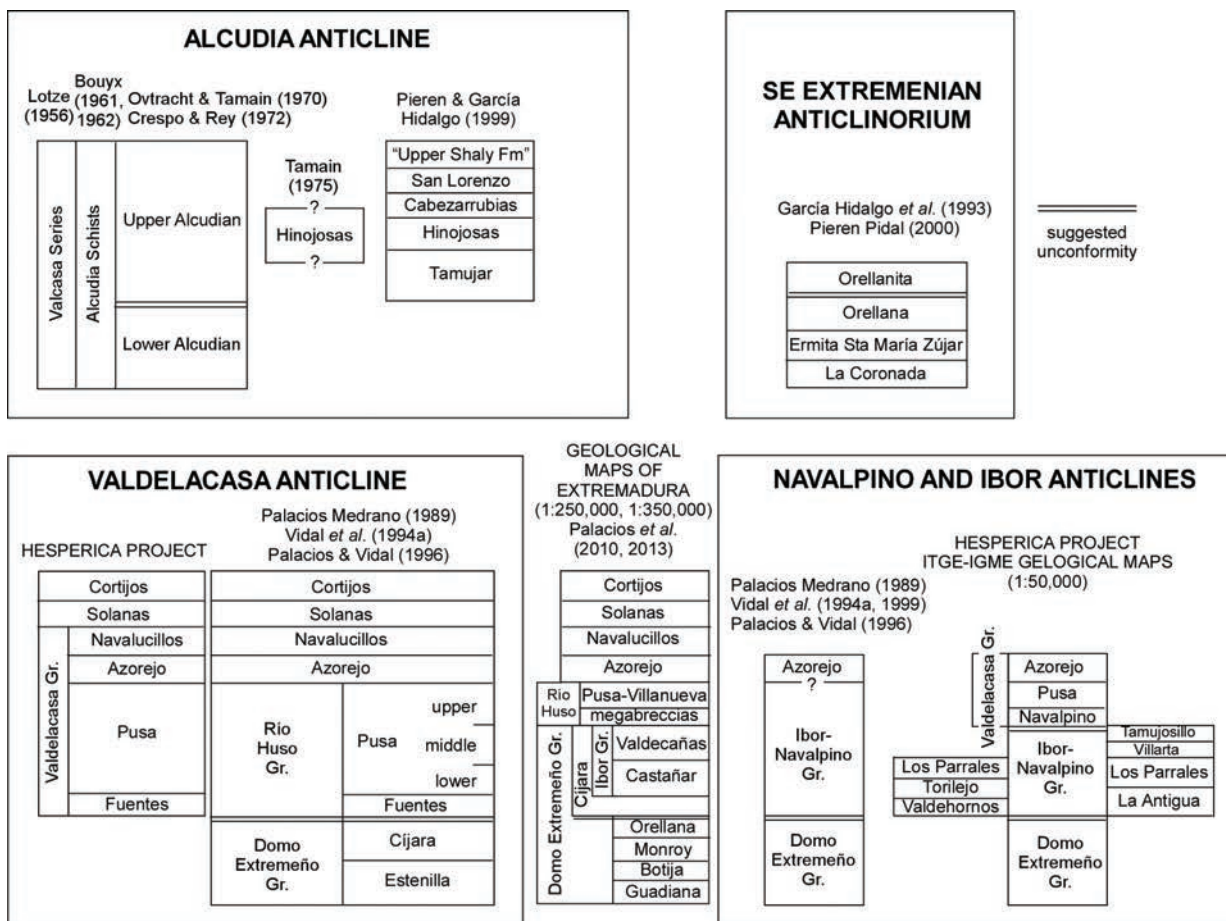 ALCUDIA ANTICLINE
Lotze
(1956)
Bouyx
(1961,
1962)
Ovtracht & Tamain (1970)
Crespo & Rey (1972)
Tamain
(1975)
Pieren & García
Hidalgo (1999)
Valcasa Series
Alcudia Schists
Upper Alcudian
Lower Alcudian
?
Hinojosas
?
“Upper Shaly Fm”
San Lorenzo
Cabezarrubias
Hinojosas
Tamujar
SE EXTREMENIAN
ANTICLINORIUM
García Hidalgo et al. (1993)
Pieren Pidal (2000)
Orellanita
Orellana
Ermita Sta María Zújar
La Coronada
suggested
unconformity
VALDELACASA ANTICLINE
HESPERICA PROJECT
Cortijos
Solanas
Valdelacasa Gr.
Navalucillos
Azorejo
Pusa
Fuentes
Palacios Medrano (1989)
Vidal et al. (1994a)
Palacios & Vidal (1996)
Cortijos
Solanas
Navalucillos
Azorejo
Río
Huso
Gr.
Pusa
upper
middle
lower
Fuentes
Domo
Extremeño
Gr.
Cíjara
Estenilla
GEOLOGICAL
MAPS OF
EXTREMADURA
(1:250,000, 1:350,000)
Palacios et al.
(2010, 2013)
Cortijos
Solanas
Navalucillos
Azorejo
Río
Huso
Pusa-Villanueva
megabreccias
Domo Extremeño Gr.
Cíjara
Ibor Gr.
Valdecañas
Castañar
Orellana
Monroy
Botija
Guadiana
NAVALPINO AND IBOR ANTICLINES
Palacios Medrano (1989)
Vidal et al. (1994a, 1999)
Palacios & Vidal (1996)
Azorejo
?
Ibor-
Navalpino
Gr.
Domo
Extremeño
Gr.
HESPERICA PROJECT
ITGE-IGME GELOGICAL MAPS
(1:50,000)
Valdelacasa Gr.
Azorejo
Pusa
Navalpino
Ibor-
Navalpino
Gr.
Domo
Extremeño
Gr.
Los Parrales
Torilejo
Valdehornos
Tamujosillo
Villarta
Los Parrales
La Antigua